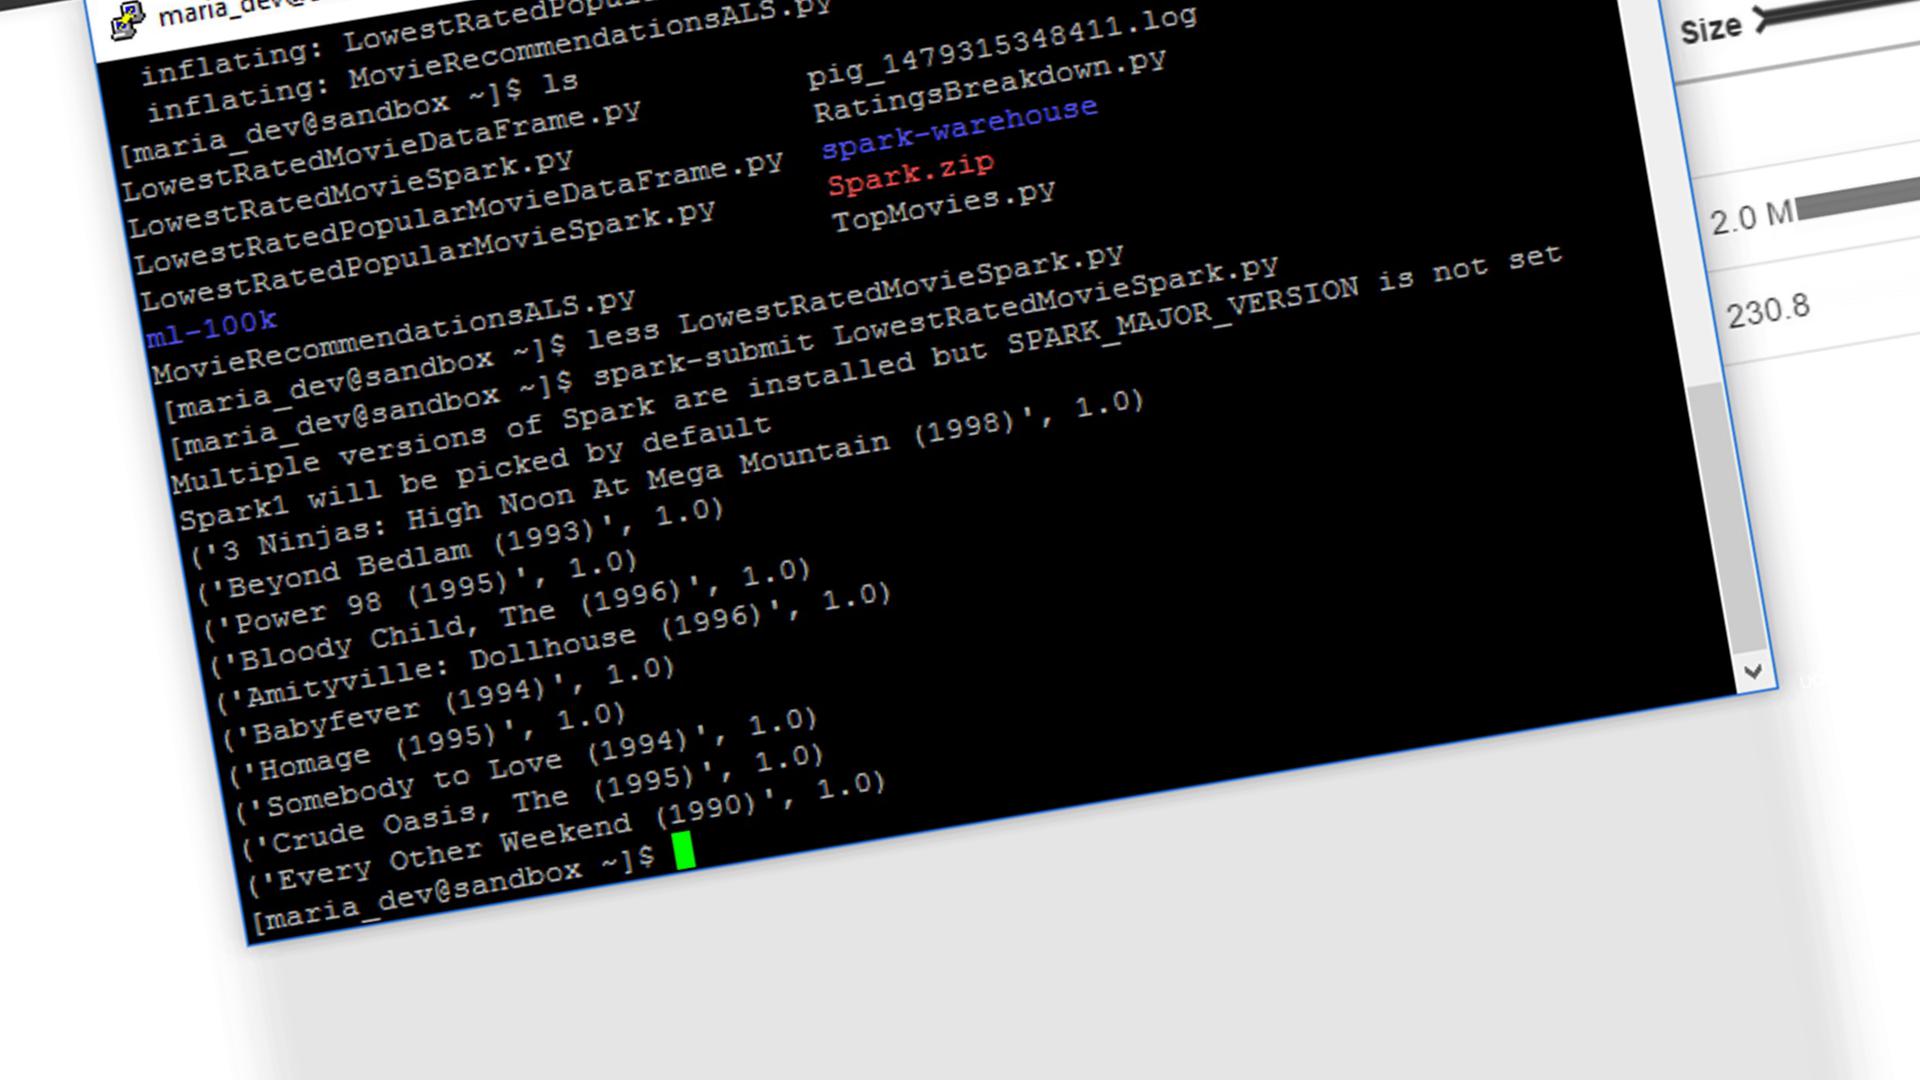 maria_dev@s
inflating: LowestRatedPopul
inflating: MovieRecommendationsALS.py
[maria_dev@sandbox ~]$ ls
LowestRatedMovieDataFrame.py pig_1479315348411.log
LowestRatedMovieSpark.py RatingsBreakdown.py
LowestRatedPopularMovieDataFrame.py spark-warehouse
LowestRatedPopularMovieSpark.py Spark.zip
ml-100k TopMovies.py
MovieRecommendationsALS.py
[maria_dev@sandbox ~]$ less LowestRatedMovieSpark.py
[maria_dev@sandbox ~]$ spark-submit LowestRatedMovieSpark.py
Multiple versions of Spark are installed but SPARK_MAJOR_VERSION is not set
Spark1 will be picked by default
('3 Ninjas: High Noon At Mega Mountain (1998)', 1.0)
('Beyond Bedlam (1993)', 1.0)
('Power 98 (1995)', 1.0)
('Bloody Child, The (1996)', 1.0)
('Amityville: Dollhouse (1996)', 1.0)
('Babyfever (1994)', 1.0)
('Homage (1995)', 1.0)
('Somebody to Love (1994)', 1.0)
('Crude Oasis, The (1995)', 1.0)
('Every Other Weekend (1990)', 1.0)
[maria_dev@sandbox ~]$
Size
2.0 M
230.8